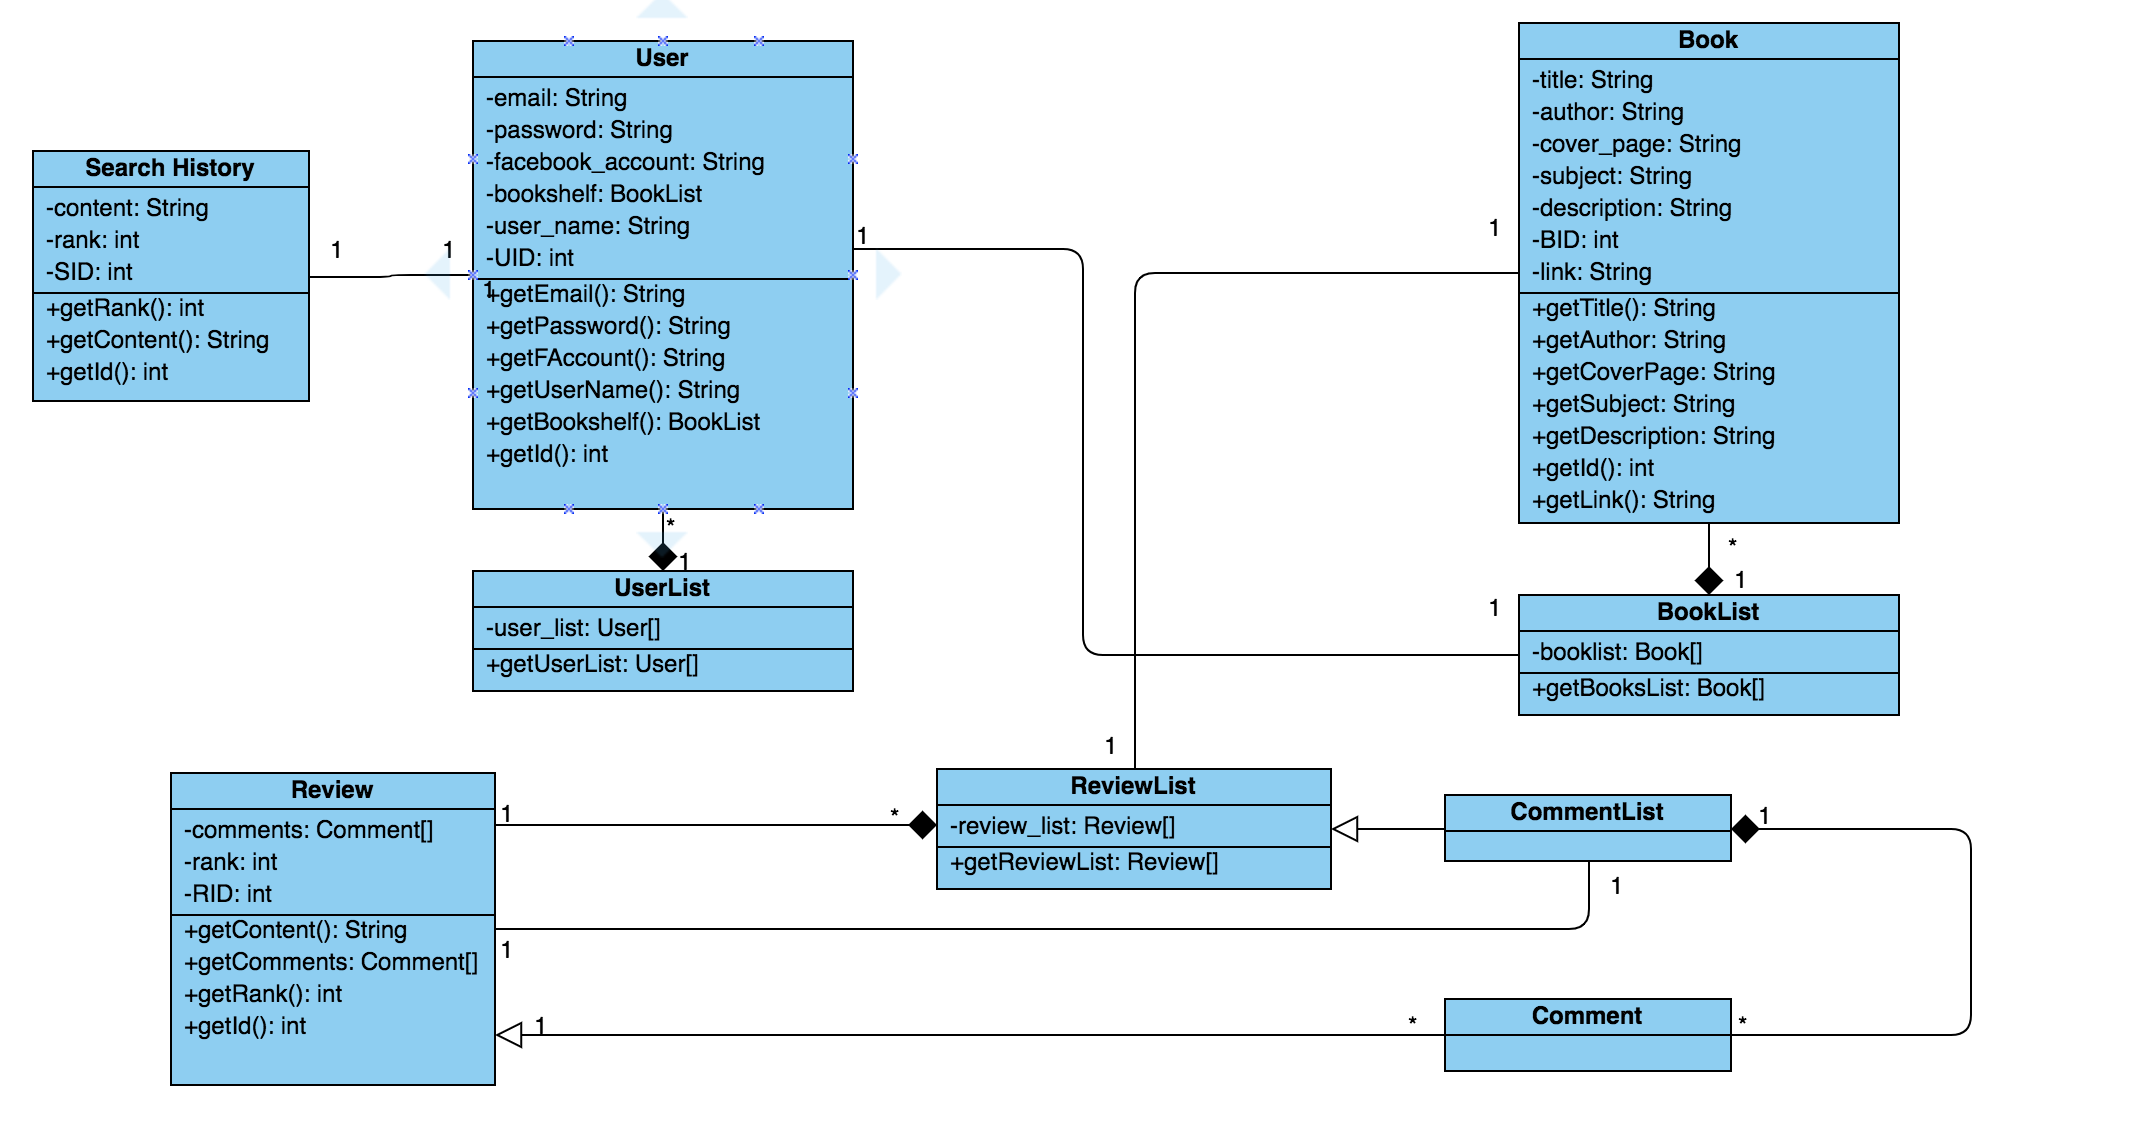 User
-email: String
-password: String
-facebook_account: String
-bookshelf: BookList
-user_name: String
-UID: int
+getEmail(): String
+getPassword(): String
+getFAccount(): String
+getUserName(): String
+getBookshelf(): BookList
+getId(): int
Search History
-content: String
-rank: int
-SID: int
+getRank(): int
+getContent(): String
+getId(): int
1
1
1
1
*
1
UserList
-user_list: User[]
+getUserList: User[]
Book
-title: String
-author: String
-cover_page: String
-subject: String
-description: String
-BID: int
-link: String
+getTitle(): String
+getAuthor: String
+getCoverPage: String
+getSubject: String
+getDescription: String
+getId(): int
+getLink(): String
1
*
1
1
BookList
-booklist: Book[]
+getBooksList: Book[]
1
Review
-comments: Comment[]
-rank: int
-RID: int
+getContent(): String
+getComments: Comment[]
+getRank(): int
+getId(): int
1
*
ReviewList
-review_list: Review[]
+getReviewList: Review[]
CommentList
1
1
1
1
*
Comment
*